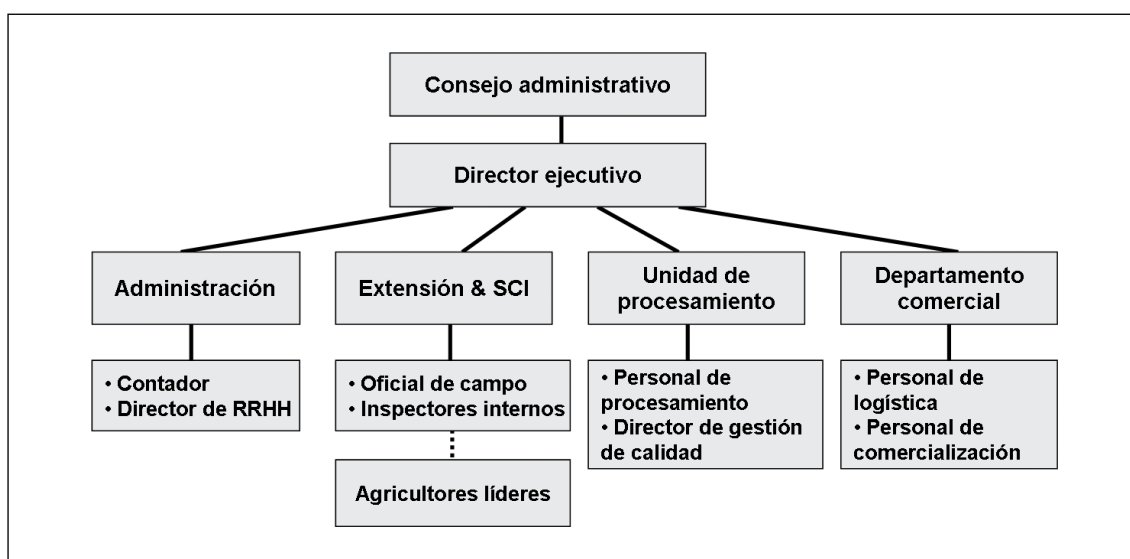 Consejo administrativo
Director ejecutivo
Administración
Extensión & SCI
Unidad de
procesamiento
Departamento
comercial
• Contador
• Director de RRHH
• Oficial de campo
• Inspectores internos
• Personal de
procesamiento
• Director de gestión
de calidad
• Personal de
logística
• Personal de
comercialización
Agricultores líderes